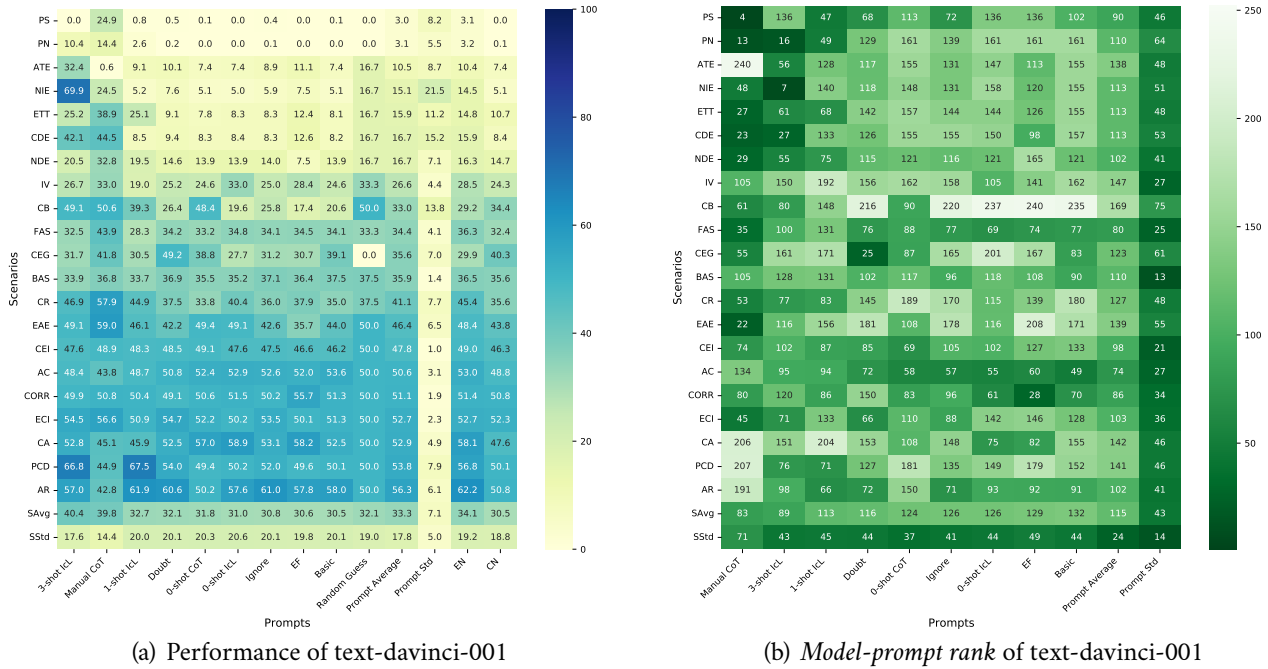 PS 0.0 24.9 0.8 0.5 0.1 0.0 0.0 0.1 0.1 0.0 3.0 8.2 0.0 0.1
PN 10.4 14.4 2.6 0.2 0.0 0.0 0.1 0.0 0.0 0.0 3.1 5.5 3.2 0.1
ATE 32.4 0.6 9.1 10.1 7.4 7.4 8.9 11.1 7.4 16.7 10.5 8.7 10.4 7.4
NIE 69.9 24.5 5.2 7.6 5.1 5.0 5.9 7.5 5.1 16.7 15.1 21.5 14.5 5.1
ETT 25.2 38.9 25.1 9.1 7.8 8.3 8.3 12.4 8.1 16.7 15.9 11.2 14.8 10.7
CDE 42.1 44.5 8.5 9.4 8.3 8.4 8.3 12.6 8.2 16.7 16.7 15.2 15.9 8.4
NDE 20.5 32.8 19.5 14.6 13.9 13.9 14.0 7.5 13.9 16.7 16.7 7.1 16.3 14.7
IV 26.7 33.0 19.0 25.2 24.6 33.0 25.0 28.4 24.6 33.3 26.6 4.4 28.5 24.3
CB 49.1 50.6 39.3 26.4 48.4 19.6 25.8 17.4 20.6 50.0 33.0 13.8 29.2 34.4
FAS 32.5 43.9 28.3 34.2 33.2 34.8 34.1 34.5 34.1 33.3 34.4 4.1 36.3 32.4
CEG 31.7 41.8 30.5 49.2 38.8 27.7 31.2 30.7 39.1 0.0 35.6 7.0 29.9 40.3
BAS 33.9 36.8 33.7 36.9 35.5 35.2 37.1 36.4 37.5 37.5 35.9 1.4 36.5 35.6
CR 46.9 57.9 44.9 37.5 33.8 40.4 36.0 37.9 35.0 37.5 41.1 7.7 45.4 35.6
EAE 49.1 59.0 46.1 42.2 49.4 49.1 42.6 35.7 44.0 50.0 46.4 6.5 48.4 43.8
CEI 47.6 48.9 48.3 48.5 49.1 47.6 47.5 46.6 46.2 50.0 47.8 1.0 49.0 46.3
AC 48.4 43.8 48.7 50.8 52.4 52.9 52.6 52.0 53.6 50.0 50.6 3.1 53.0 48.8
CORR 49.9 50.8 50.4 49.1 50.6 51.5 50.2 55.7 51.3 50.0 51.1 1.9 51.4 50.8
ECI 54.5 56.6 50.9 54.7 52.2 50.2 53.5 50.1 51.3 50.0 52.7 2.3 52.7 52.3
CA 52.8 45.1 45.9 52.5 57.0 58.9 53.1 58.2 52.5 50.0 52.9 4.9 58.1 47.6
PCD 66.8 44.9 67.5 54.0 49.4 50.2 52.0 49.6 50.1 50.0 53.8 7.9 56.8 50.1
AR 57.0 42.8 61.9 60.6 50.2 57.6 61.0 57.8 58.0 50.0 56.3 6.1 62.2 50.8
SAvg 40.4 39.8 32.7 32.1 31.8 31.0 30.8 30.6 30.5 32.1 33.3 7.1 34.1 30.5
SStd 17.6 14.4 20.0 20.1 20.3 20.6 20.1 19.8 20.1 19.0 17.8 5.0 19.2 18.8
3-shot IcL Manual CoT 1-shot IcL Doubt 0-shot CoT 0-shot IcL Ignore EF Basic Random Guess Prompt Average Prompt Std EN CN
Scenarios
Prompts
100
80
60
40
20
0
(a) Performance of text-davinci-001
PS 4 136 47 68 113 72 136 136 102 90 46
PN 13 16 49 129 161 139 161 161 161 110 64
ATE 240 56 128 117 155 131 147 113 155 138 48
NIE 48 7 140 118 148 131 158 120 155 113 51
ETT 27 61 68 142 157 144 144 126 155 113 48
CDE 23 27 133 126 155 155 150 98 157 113 53
NDE 29 55 75 115 121 116 121 165 121 102 41
IV 105 150 192 156 162 158 105 141 162 147 27
CB 61 80 148 216 90 220 237 240 235 169 75
FAS 35 100 131 76 88 77 69 74 77 80 25
CEG 55 161 171 25 87 165 201 167 83 123 61
BAS 105 128 131 102 117 96 118 108 90 110 13
CR 53 77 83 145 189 170 115 139 180 127 48
EAE 22 116 156 181 108 178 116 208 171 139 55
CEI 74 102 87 85 69 105 102 127 133 98 21
AC 134 95 94 72 58 57 55 60 49 74 27
CORR 80 120 86 150 83 96 61 28 70 86 34
ECI 45 71 133 66 110 88 142 146 128 103 36
CA 206 151 204 153 108 148 75 82 155 142 46
PCD 207 76 71 127 181 135 149 179 152 141 46
AR 191 98 66 72 150 71 93 92 91 102 41
SAvg 83 89 113 116 124 126 126 129 132 115 43
SStd 71 43 45 44 37 41 44 49 44 24 14
Manual CoT 3-shot IcL 1-shot IcL Doubt 0-shot CoT Ignore 0-shot IcL EF Basic Prompt Average Prompt Std
Scenarios
Prompts
250
200
150
100
50
(b) Model-prompt rank of text-davinci-001